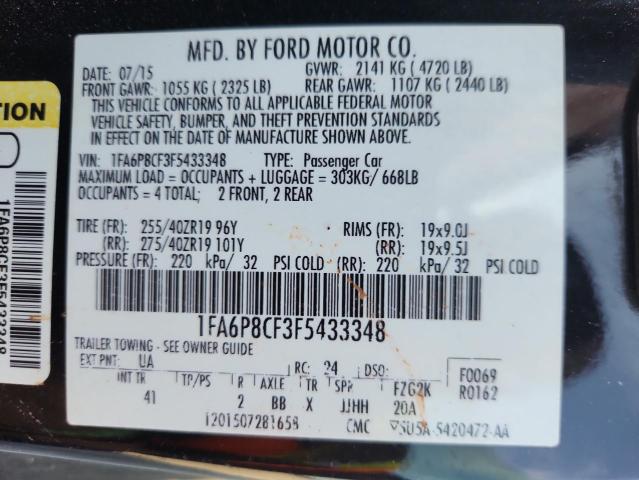 MFD. BY FORD MOTOR CO.
DATE: 07/15 GVWR: 2141 KG ( 4720 LB)
FRONT GAWR: 1055 KG ( 2325 LB) REAR GAWR: 1107 KG ( 2440 LB)
THIS VEHICLE CONFORMS TO ALL APPLICABLE FEDERAL MOTOR
VEHICLE SAFETY, BUMPER, AND THEFT PREVENTION STANDARDS
IN EFFECT ON THE DATE OF MANUFACTURE SHOWN ABOVE.
VIN: 1FA6P8CF3F5433348 TYPE: Passenger Car
MAXIMUM LOAD = OCCUPANTS + LUGGAGE = 303KG/ 668LB
OCCUPANTS = 4 TOTAL; 2 FRONT, 2 REAR
TIRE (FR): 255/40ZR19 96Y RIMS (FR): 19x9.0J
(RR): 275/40ZR19 101Y (RR): 19x9.5J
PRESSURE (FR): 220 kPa/ 32 PSI COLD (RR): 220 kPa/ 32 PSI COLD
1FA6P8CF3F5433348
TRAILER TOWING - SEE OWNER GUIDE
EXT PNT: UA RC: 24 DSO: F0069
INT TR TP/PS R AXLE TR SPR FZG2K R0162
41 2 BB X JJHH 20A
1201507281658 CMC 5U5A-5420472-AA
TION
1FA6P8CF3F5433348